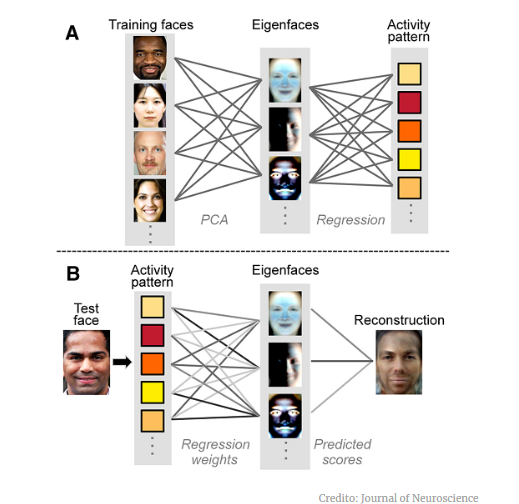 A
Training faces
Eigenfaces
Activity
pattern
PCA
Regression
B
Activity
pattern
Eigenfaces
Test
face
Reconstruction
Regression
weights
Predicted
scores
Credito: Journal of Neuroscience